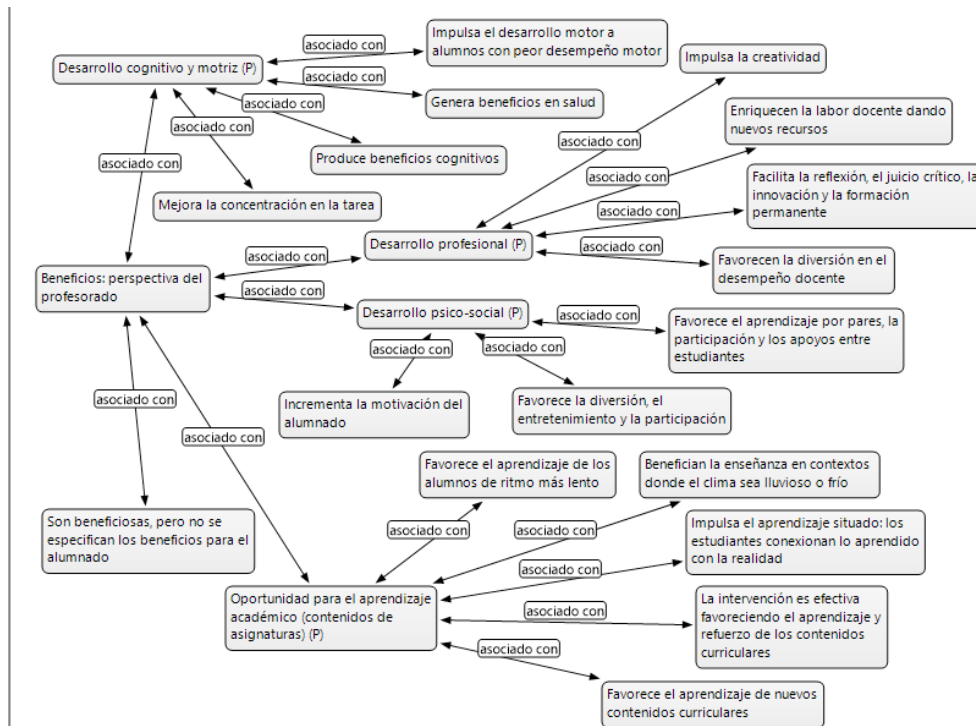 Impulsa el desarrollo motor a
alumnos con peor desempeño motor
asociado con
Desarrollo cognitivo y motriz (P)
asociado con
Genera beneficios en salud
asociado con
asociado con
Produce beneficios cognitivos
Mejora la concentración en la tarea
asociado con
Impulsa la creatividad
asociado con
Enriquecen la labor docente dando
nuevos recursos
asociado con
Facilita la reflexión, el juicio crítico, la
innovación y la formación
permanente
asociado con
Desarrollo profesional (P)
asociado con
Favorecen la diversión en el
desempeño docente
Beneficios: perspectiva del
profesorado
asociado con
asociado con
Desarrollo psico-social (P)
asociado con
Favorece el aprendizaje por pares, la
participación y los apoyos entre
estudiantes
asociado con
asociado con
Incrementa la motivación del
alumnado
Favorece la diversión, el
entretenimiento y la participación
asociado con
asociado con
Son beneficiosas, pero no se
especifican los beneficios para el
alumnado
Favorece el aprendizaje de los
alumnos de ritmo más lento
Benefician la enseñanza en contextos
donde el clima sea lluvioso o frío
asociado con
asociado con
Impulsa el aprendizaje situado: los
estudiantes conexionan lo aprendido
con la realidad
asociado con
Oportunidad para el aprendizaje
académico (contenidos de
asignaturas) (P)
asociado con
La intervención es efectiva
favoreciendo el aprendizaje y
refuerzo de los contenidos
curriculares
asociado con
Favorece el aprendizaje de nuevos
contenidos curriculares